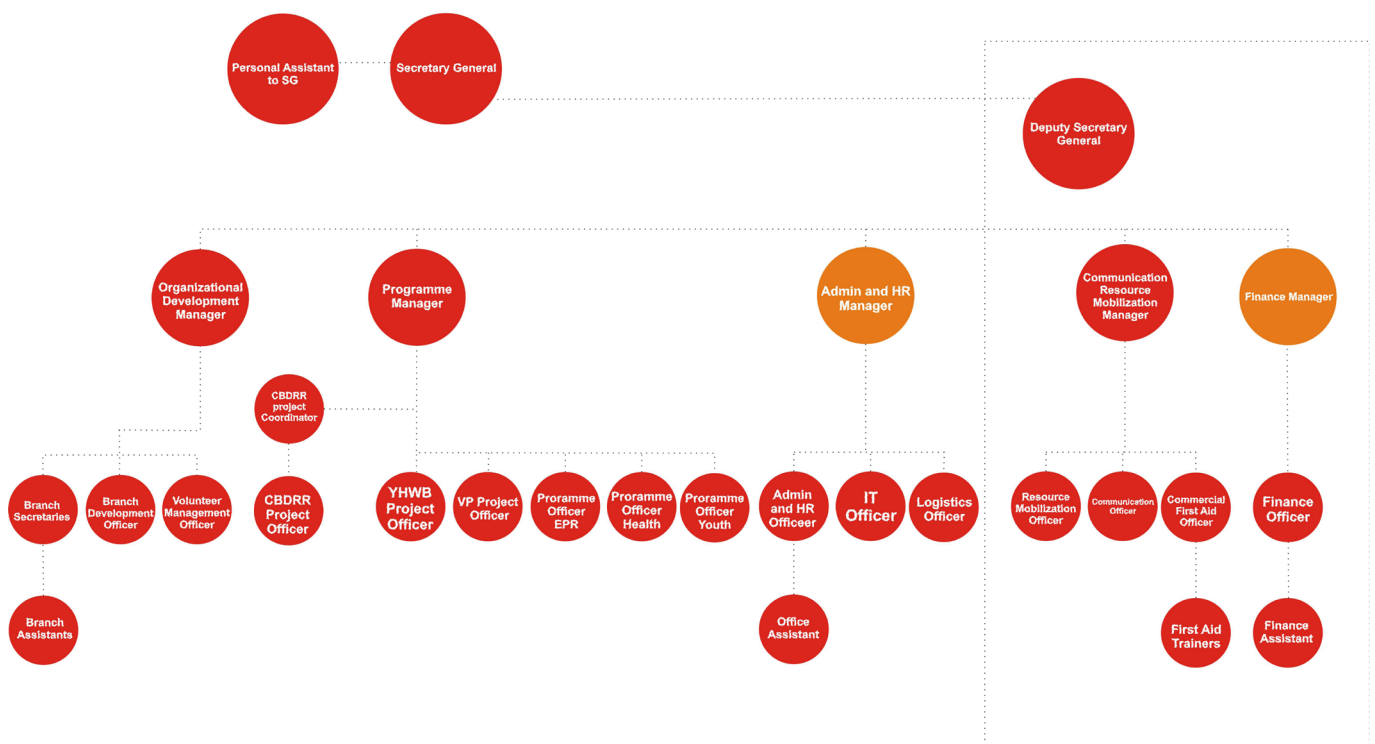 Personal Assistant
to SG
Secretary General
Deputy Secretary
General
Organizational
Development
Manager
Programme
Manager
Admin and HR
Manager
Communication
Resource
Mobilization
Manager
Finance Manager
CBDRR
project
Coordinator
Branch
Secretaries
Branch
Development
Officer
Volunteer
Management
Officer
CBDRR
Project
Officer
YHWB
Project
Officer
VP Project
Officer
Proramme
Officer
EPR
Proramme
Officer
Health
Proramme
Officer
Youth
Admin
and HR
Officeer
IT
Officer
Logistics
Officer
Resource
Mobilization
Officer
Communication
Officer
Commercial
First Aid
Officer
Finance
Officer
Branch
Assistants
Office
Assistant
First Aid
Trainers
Finance
Assistant